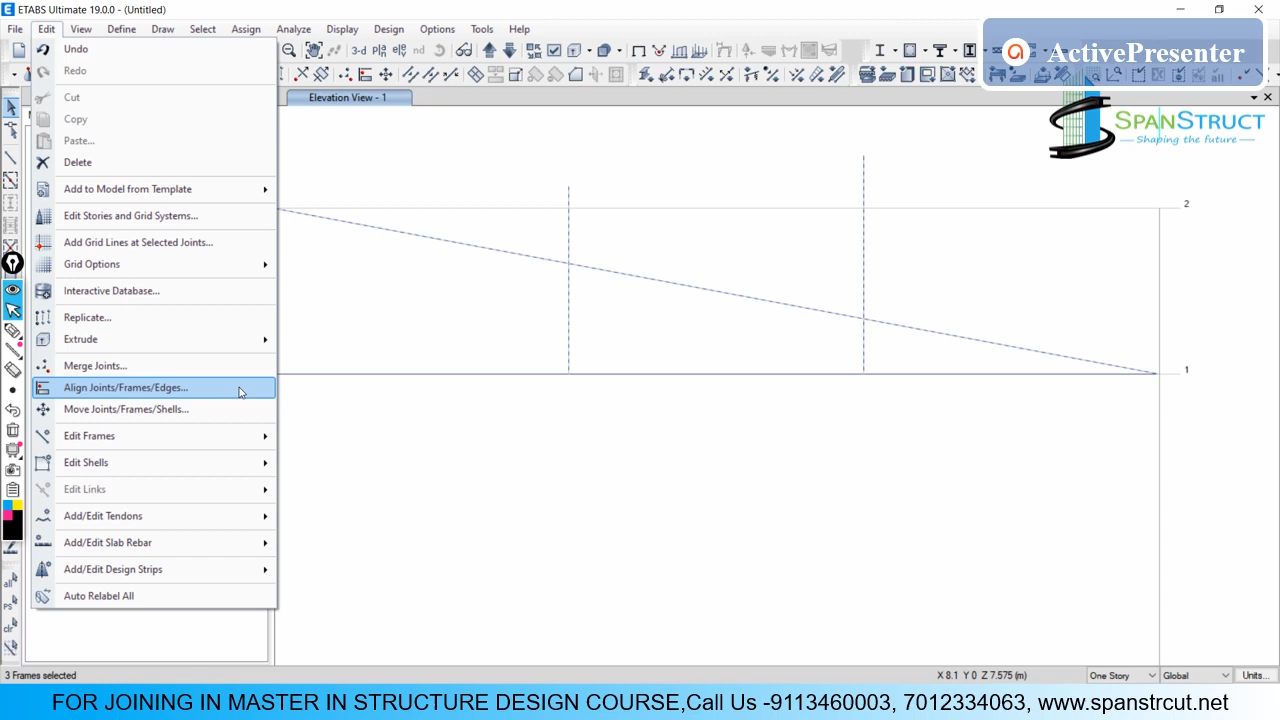 ETABS Ultimate 19.0.0 - (Untitled)
File Edit View Define Draw Select Assign Analyze Display Design Options Tools Help
ActivePresenter
Undo
Redo
Cut
Copy
Paste...
Delete
Add to Model from Template
Edit Stories and Grid Systems...
Add Grid Lines at Selected Joints...
Grid Options
Interactive Database...
Replicate...
Extrude
Merge Joints...
Align Joints/Frames/Edges...
Move Joints/Frames/Shells...
Edit Frames
Edit Shells
Edit Links
Add/Edit Tendons
Add/Edit Slab Rebar
Add/Edit Design Strips
Auto Relabel All
3-d
nd
Elevation View - 1
SPANSTRUCT
Shaping the future
2
1
all
PS
clr
3 Frames selected
X 8.1 Y 0 Z 7.575 (m)
One Story
Global
Units...
FOR JOINING IN MASTER IN STRUCTURE DESIGN COURSE,Call Us -9113460003, 7012334063, www.spanstrcut.net